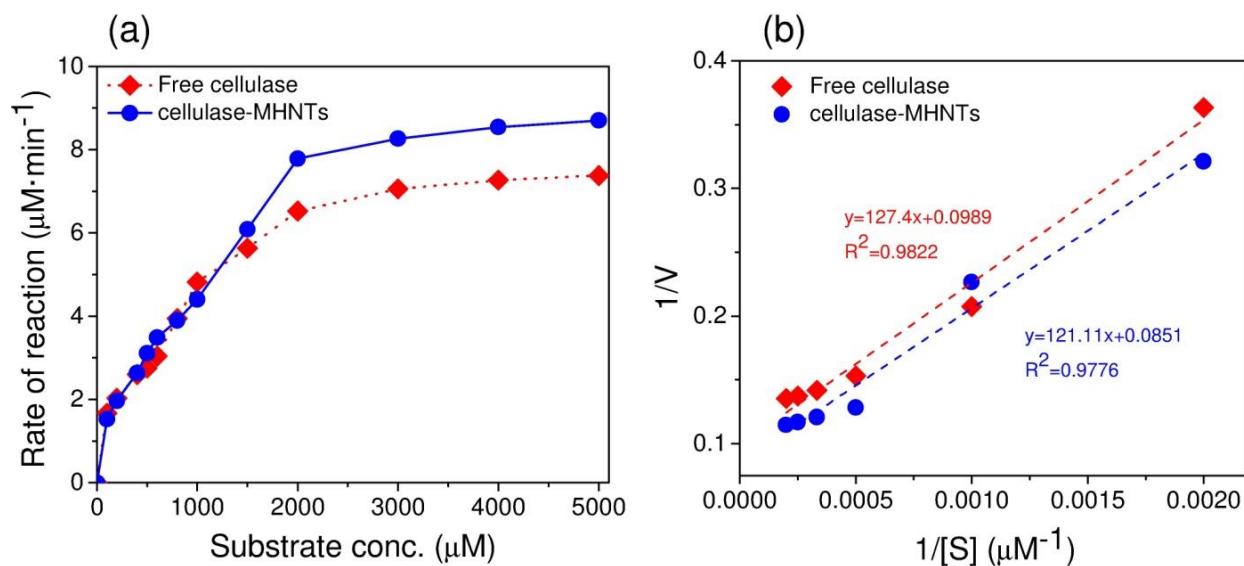 (a)
Rate of reaction (μM·min⁻¹)
10
8
6
4
2
0
Free cellulase
cellulase-MHNTs
0 1000 2000 3000 4000 5000
Substrate conc. (μM)
(b)
1/V
0.4
0.3
0.2
0.1
Free cellulase
cellulase-MHNTs
y=127.4x+0.0989
R²=0.9822
y=121.11x+0.0851
R²=0.9776
0.0000 0.0005 0.0010 0.0015 0.0020
1/[S] (μM⁻¹)